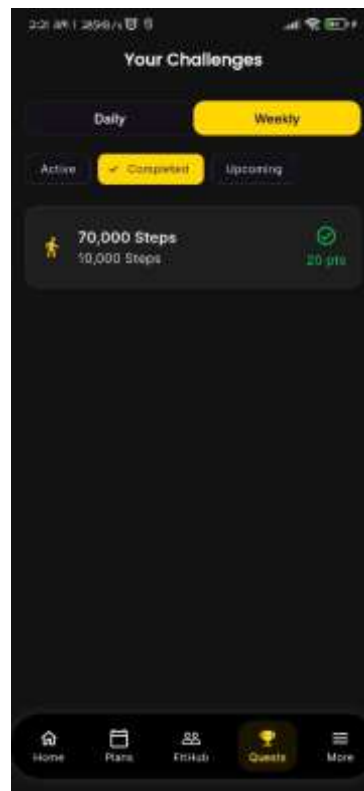 Your Challenges
Daily
Weekly
Active
Completed
Upcoming
70,000 Steps
10,000 Steps
20 pts
Home
Plans
FitHub
Quests
More